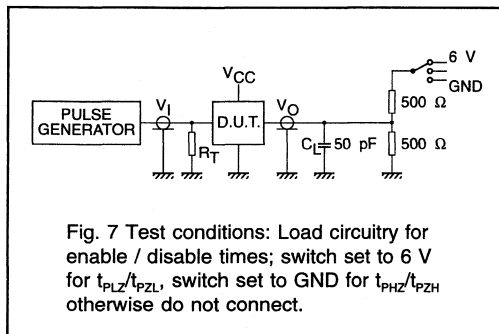 6 V
GND
VCC
500 Ω
PULSE
GENERATOR
VI
D.U.T.
VO
RT
CL
50 pF
500 Ω
Fig. 7 Test conditions: Load circuitry for
enable / disable times; switch set to 6 V
for tPLZ/tPZL, switch set to GND for tPHZ/tPZH
otherwise do not connect.